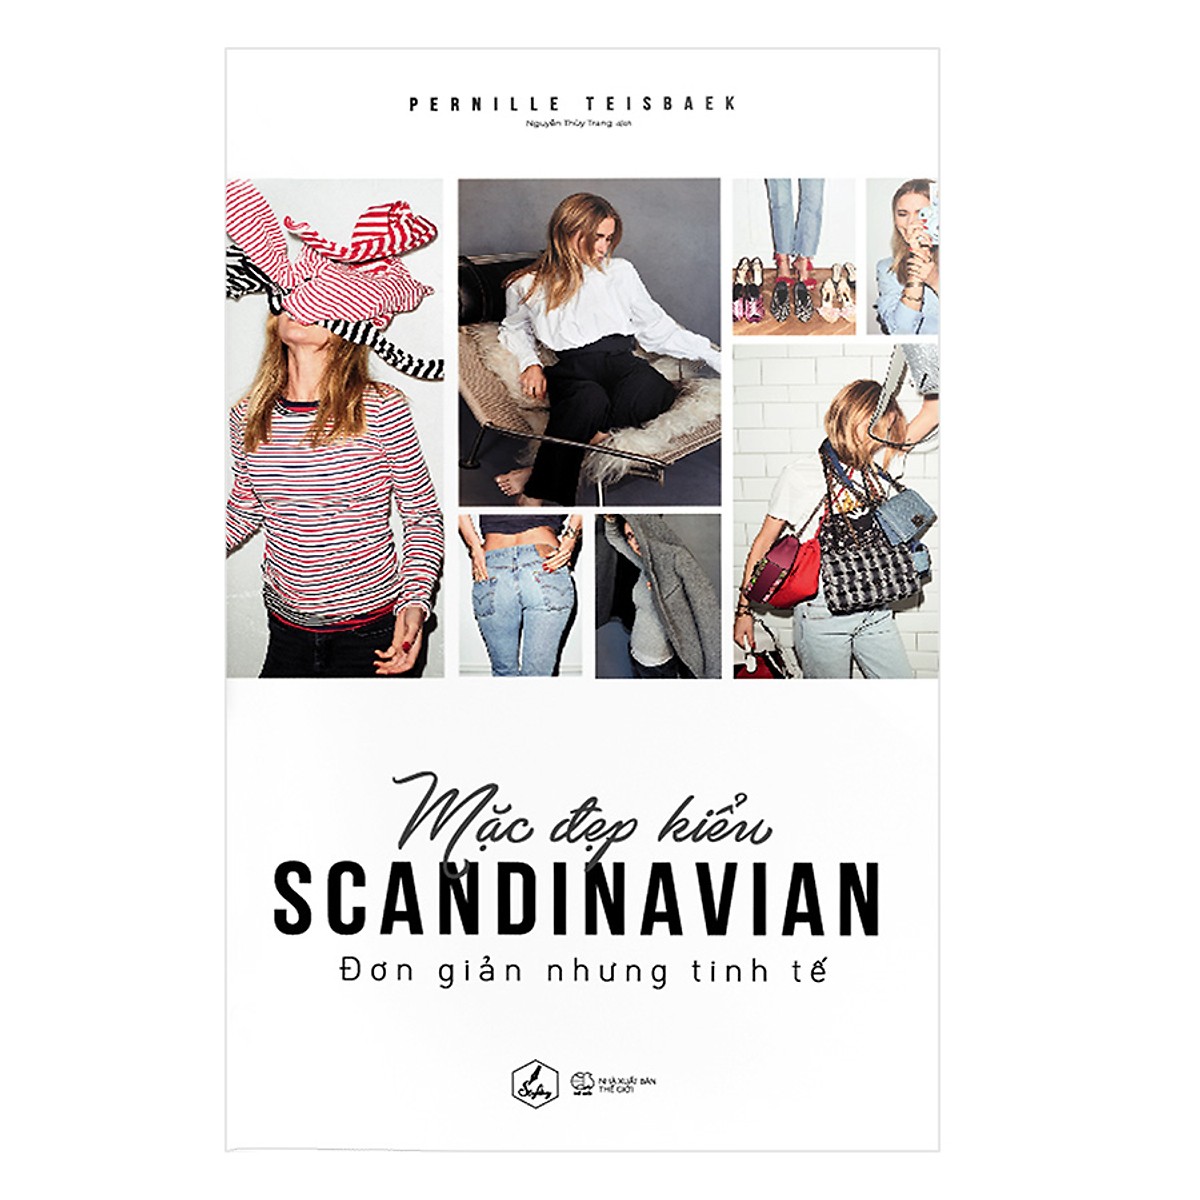 PERNILLE TEISBAEK
Nguyễn Thùy Trang dịch
Mặc đẹp kiểu
SCANDINAVIAN
Đơn giản nhưng tinh tế
NHÀ XUẤT BẢN
THẾ GIỚI